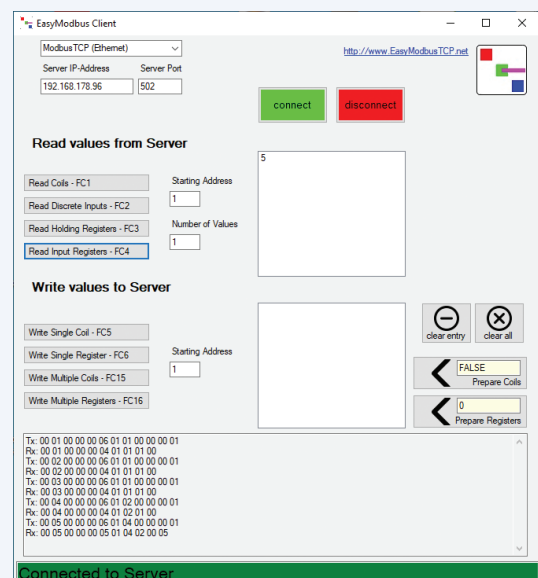 EasyModbus Client
ModbusTCP (Ethernet)
http://www.EasyModbusTCP.net
Server IP-Address Server Port
192.168.178.96 502
connect disconnect
Read values from Server
5
Read Coils - FC1
Starting Address
1
Read Discrete Inputs - FC2
Read Holding Registers - FC3
Number of Values
1
Read Input Registers - FC4
Write values to Server
clear entry clear all
Write Single Coil - FC5
Write Single Register - FC6
Starting Address
1
Write Multiple Coils - FC15
Write Multiple Registers - FC16
FALSE
Prepare Coils
0
Prepare Registers
Tx: 00 01 00 00 00 06 01 01 00 00 00 01
Rx: 00 01 00 00 00 04 01 01 01 00
Tx: 00 02 00 00 00 06 01 01 00 00 00 01
Rx: 00 02 00 00 00 04 01 01 01 00
Tx: 00 03 00 00 00 06 01 01 00 00 00 01
Rx: 00 03 00 00 00 04 01 01 01 00
Tx: 00 04 00 00 00 06 01 02 00 00 00 01
Rx: 00 04 00 00 00 04 01 02 01 00
Tx: 00 05 00 00 00 06 01 04 00 00 00 01
Rx: 00 05 00 00 00 05 01 04 02 00 05
Connected to Server